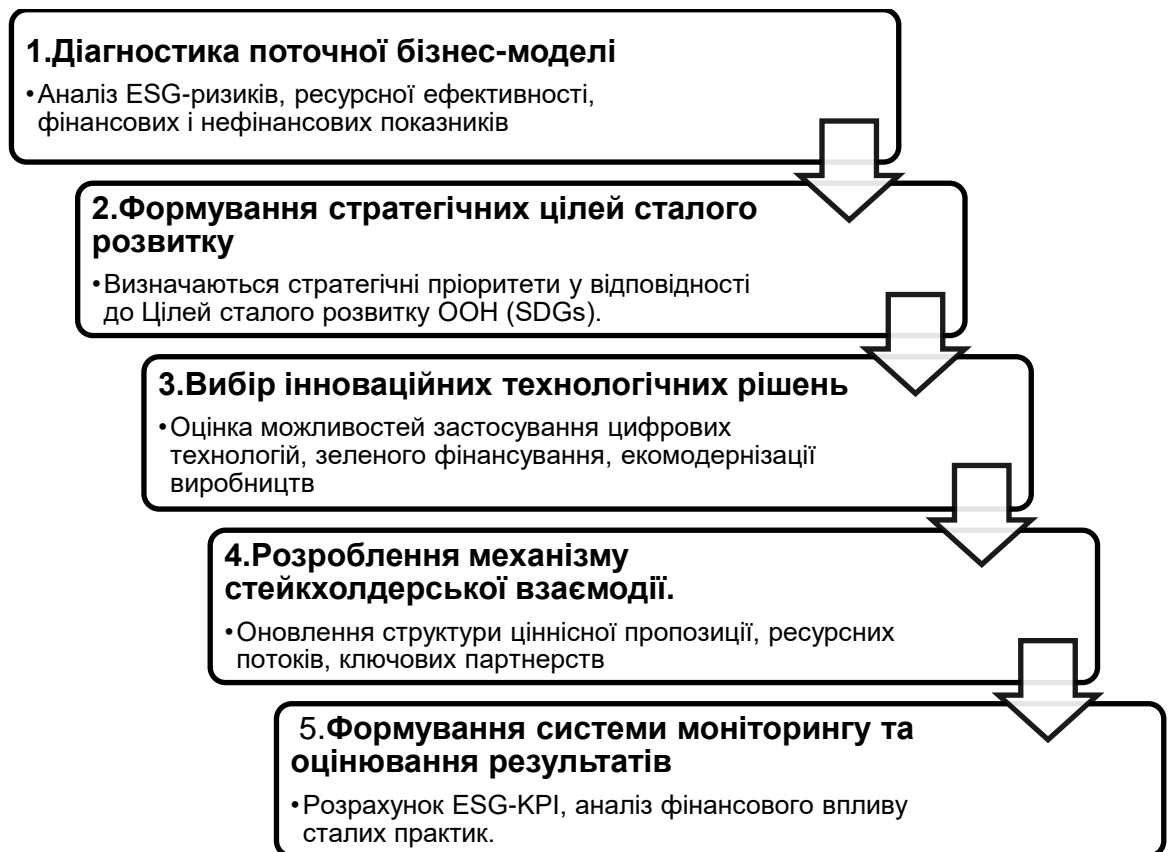 1.Діагностика поточної бізнес-моделі
•Аналіз ESG-ризиків, ресурсної ефективності,
фінансових і нефінансових показників
2.Формування стратегічних цілей сталого
розвитку
•Визначаються стратегічні пріоритети у відповідності
до Цілей сталого розвитку ООН (SDGs).
3.Вибір інноваційних технологічних рішень
•Оцінка можливостей застосування цифрових
технологій, зеленого фінансування, екомодернізації
виробництв
4.Розроблення механізму
стейкхолдерської взаємодії.
•Оновлення структури ціннісної пропозиції, ресурсних
потоків, ключових партнерств
5.Формування системи моніторингу та
оцінювання результатів
•Розрахунок ESG-KPI, аналіз фінансового впливу
сталих практик.